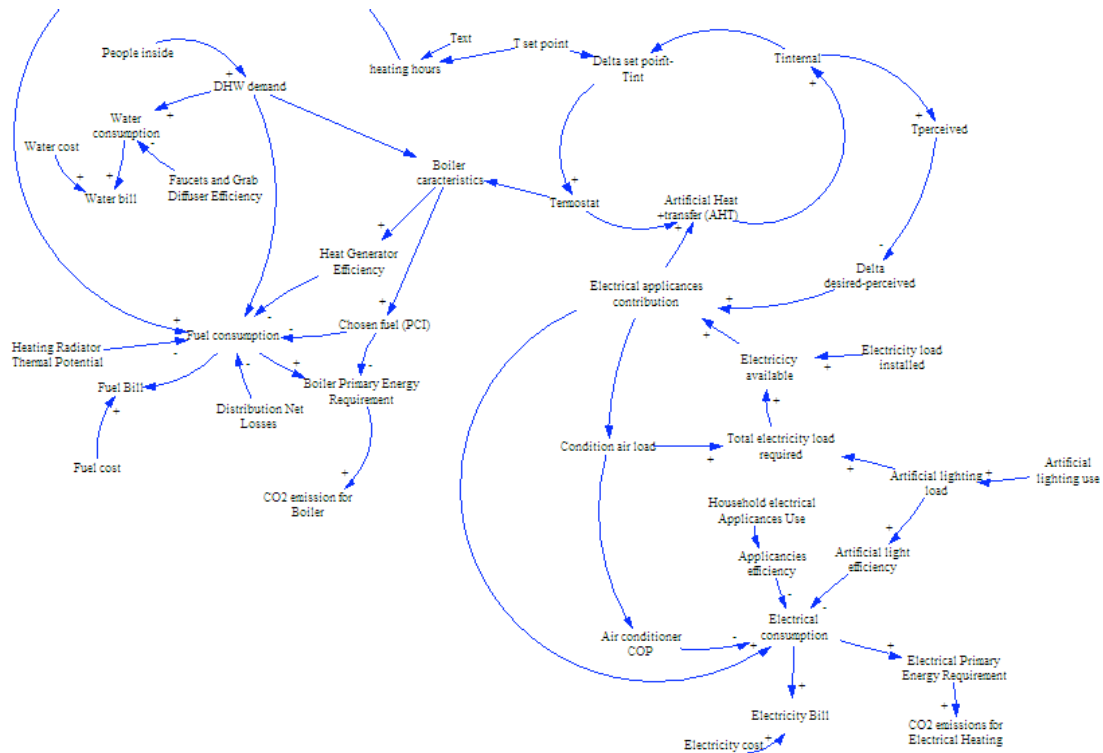 Text
T set point
People inside
heating hours
Delta set point-
Tint
Tinternal
DHW demand
Tperceived
Water
consumption
Water cost
Faucets and Grab
Diffuser Efficiency
Water bill
Boiler
caracteristics
Termostat
Artificial Heat
+transfer (AHT)
Heat Generator
Efficiency
Electrical applicances
contribution
Delta
desired-perceived
Fuel consumption
Chosen fuel (PCI)
Heating Radiator
Thermal Potential
Electricicy
available
Electricity load
installed
Fuel Bill
Boiler Primary Energy
Requirement
Distribution Net
Losses
Fuel cost
Condition air load
Total electricity load
required
Artificial lighting
load
Artificial
lighting use
CO2 emission for
Boiler
Household electrical
Applicances Use
Applicancies
efficiency
Artificial light
efficiency
Air conditioner
COP
Electrical
consumption
Electrical Primary
Energy Requirement
Electricity Bill
Electricity cost
CO2 emissions for
Electrical Heating